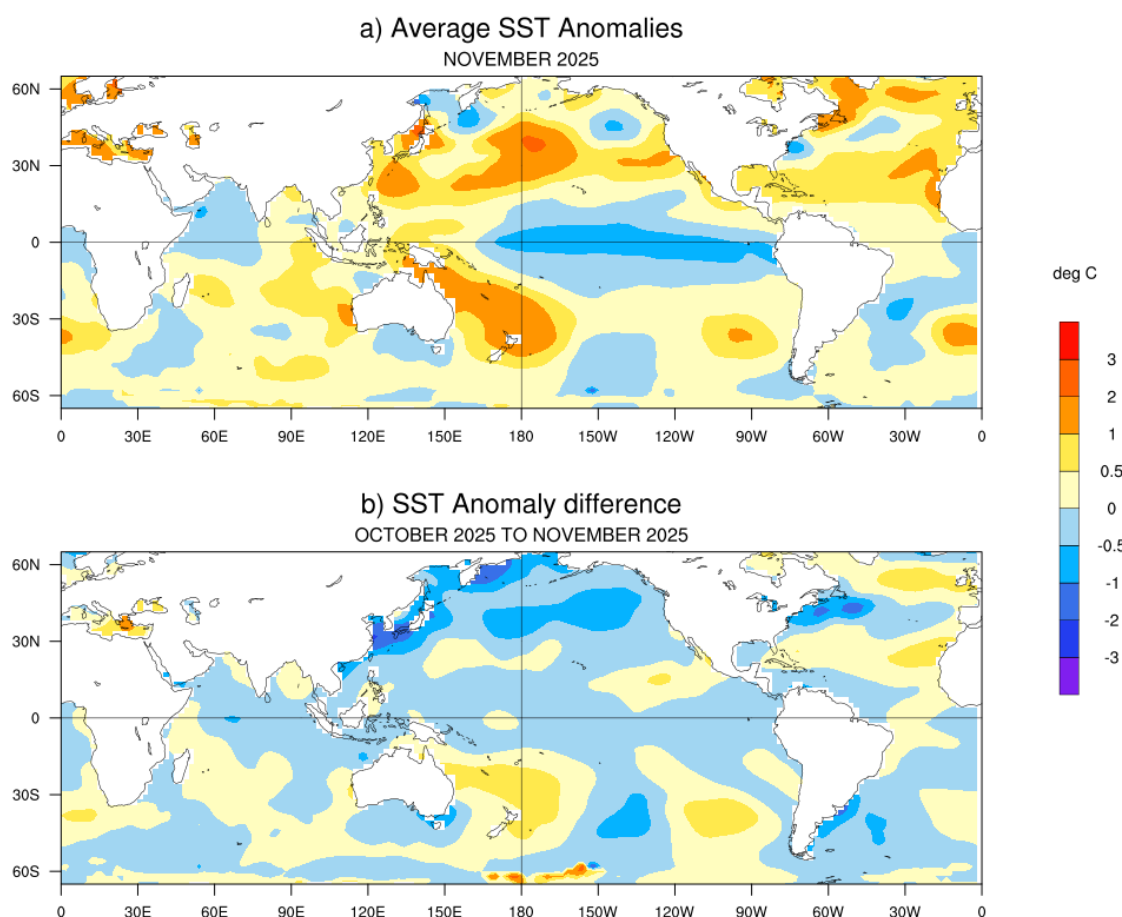 a) Average SST Anomalies
NOVEMBER 2025
60N
30N
0
30S
60S
0 30E 60E 90E 120E 150E 180 150W 120W 90W 60W 30W 0
deg C
3
2
1
0.5
0
-0.5
-1
-2
-3
b) SST Anomaly difference
OCTOBER 2025 TO NOVEMBER 2025
60N
30N
0
30S
60S
0 30E 60E 90E 120E 150E 180 150W 120W 90W 60W 30W 0